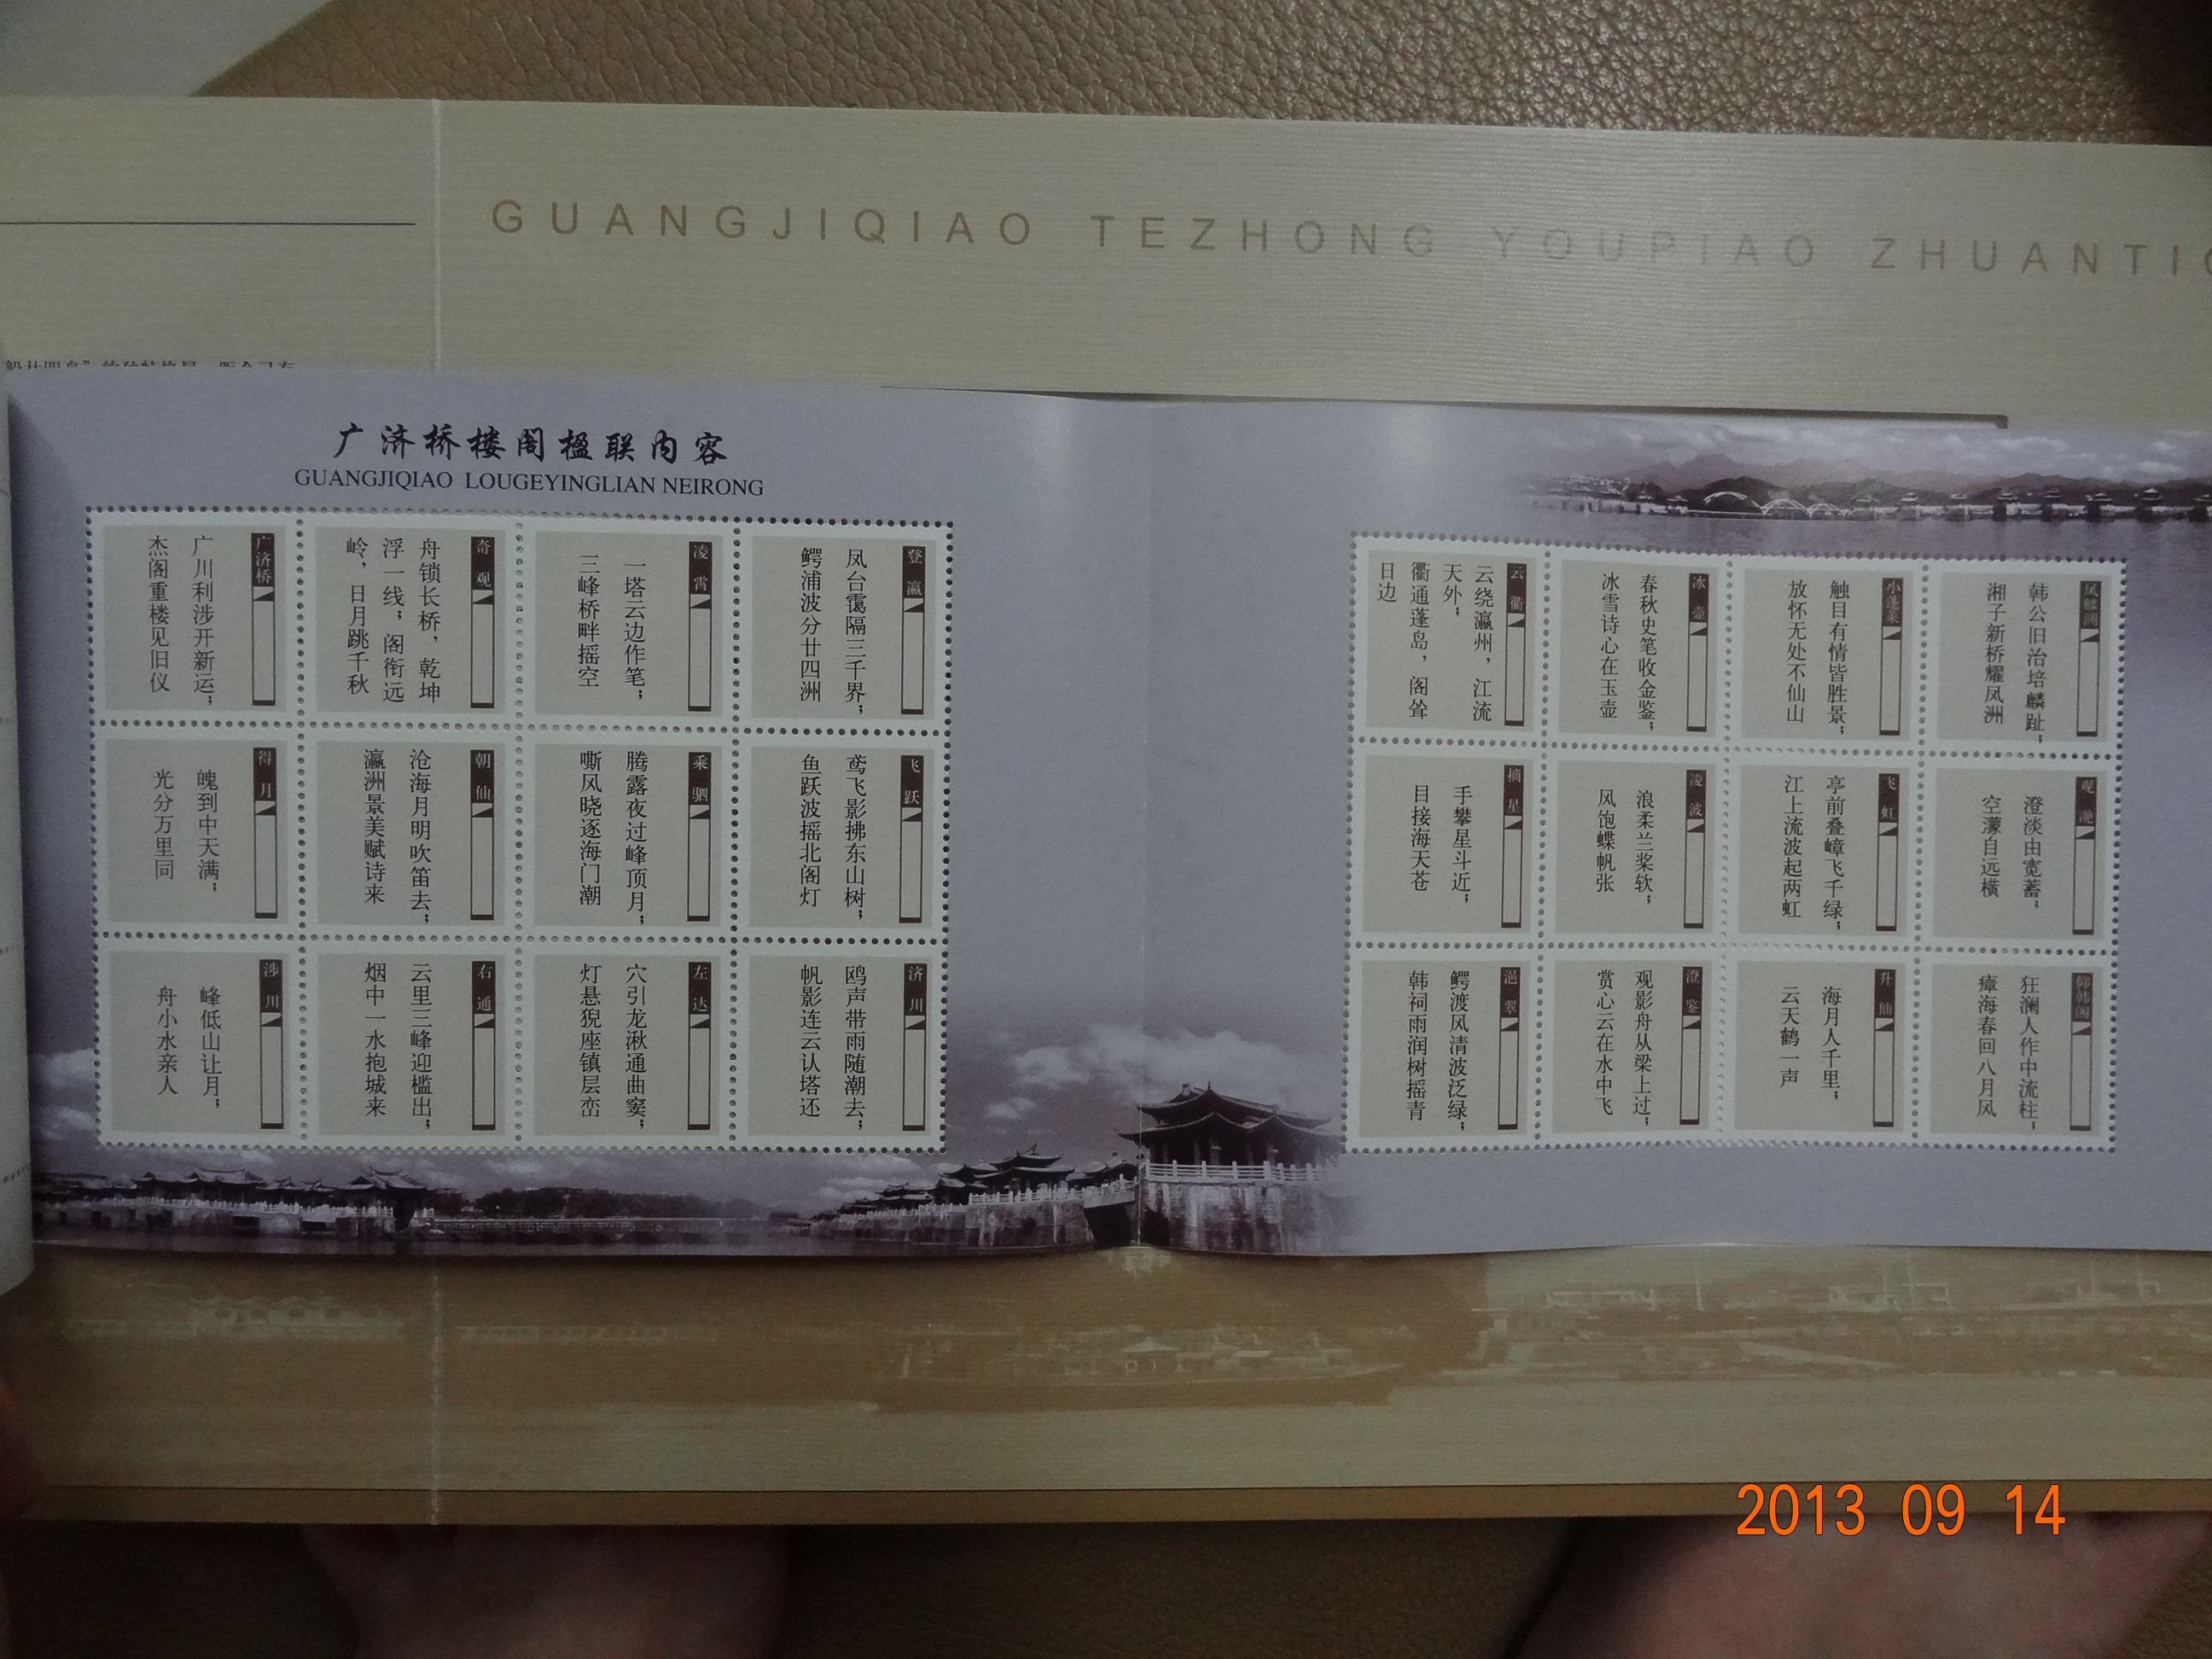 GUANGJIQIAO TEZHONG YOUPIAO ZHUANTI
广济桥楼阁楹联内容
GUANGJIQIAO LOUGEYINGLIAN NEIRONG
广济桥
广川利涉开新运；
杰阁重楼见旧仪
奇观
舟锁长桥，乾坤
浮一线；阁衔远
岭，日月跳千秋
凌霄
一塔云边作笔；
三峰桥畔摇空
登瀛
凤台霭隔三千界；
鳄浦波分廿四洲
得月
魄到中天满；
光分万里同
朝仙
沧海月明吹笛去；
瀛洲景美赋诗来
乘驷
腾露夜过峰顶月；
嘶风晓逐海门潮
飞跃
鸢飞影拂东山树；
鱼跃波摇北阁灯
涉川
峰低山让月；
舟小水亲人
右通
云里三峰迎槛出；
烟中一水抱城来
左达
穴引龙湫通曲窦；
灯悬猊座镇层峦
济川
鸥声带雨随潮去；
帆影连云认塔还
云衢
云绕瀛州，江流
天外；
衢通蓬岛，阁耸
日边
冰壶
春秋史笔收金鉴；
冰雪诗心在玉壶
小蓬莱
触目有情皆胜景；
放怀无处不仙山
凤麟洲
韩公旧治培麟趾；
湘子新桥耀凤洲
摘星
手攀星斗近；
目接海天苍
凌波
浪柔兰桨软；
风饱蝶帆张
飞虹
亭前叠嶂飞千绿；
江上流波起两虹
观滟
澄淡由宽蓄；
空濛自远横
浥翠
鳄渡风清波泛绿；
韩祠雨润树摇青
澄鉴
观影舟从梁上过；
赏心云在水中飞
升仙
海月人千里；
云天鹤一声
仰韩阁
狂澜人作中流柱；
瘴海春回八月风
2013 09 14